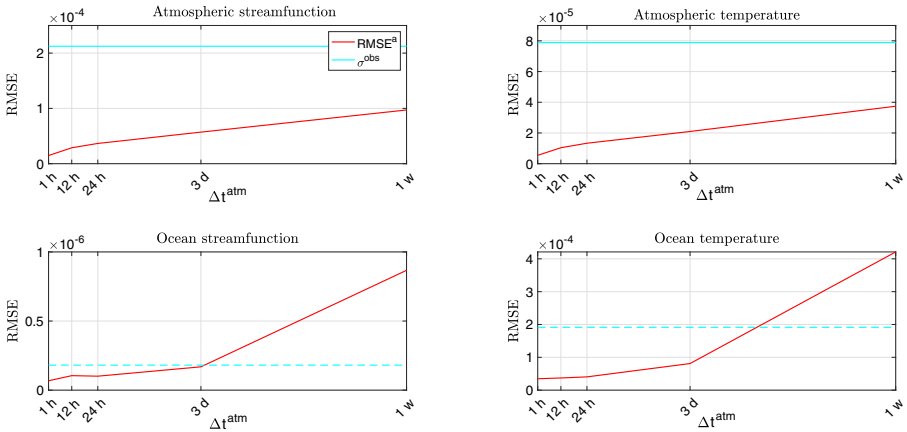 Atmospheric streamfunction
×10⁻⁴
RMSE
2
1
0
RMSEᵃ
σᵒᵇˢ
1 h
12 h
24 h
3 d
1 w
Δtᵃᵗᵐ
Atmospheric temperature
×10⁻⁵
RMSE
8
6
4
2
0
1 h
12 h
24 h
3 d
1 w
Δtᵃᵗᵐ
Ocean streamfunction
×10⁻⁶
RMSE
1
0.5
0
1 h
12 h
24 h
3 d
1 w
Δtᵃᵗᵐ
Ocean temperature
×10⁻⁴
RMSE
4
3
2
1
0
1 h
12 h
24 h
3 d
1 w
Δtᵃᵗᵐ